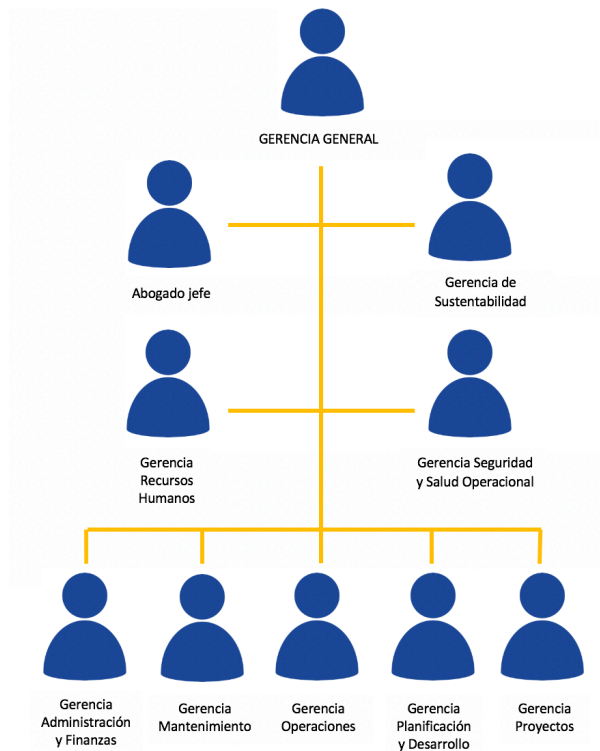 GERENCIA GENERAL
Abogado jefe
Gerencia de
Sustentabilidad
Gerencia
Recursos
Humanos
Gerencia Seguridad
y Salud Operacional
Gerencia
Administración
y Finanzas
Gerencia
Mantenimiento
Gerencia
Operaciones
Gerencia
Planificación
y Desarrollo
Gerencia
Proyectos